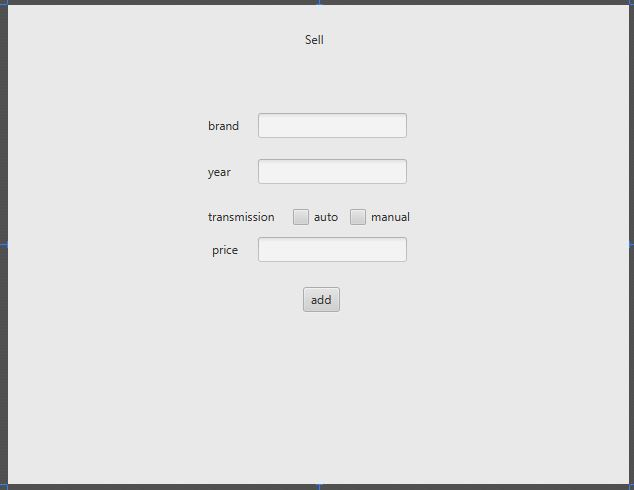 Sell
brand
year
transmission auto manual
price
add